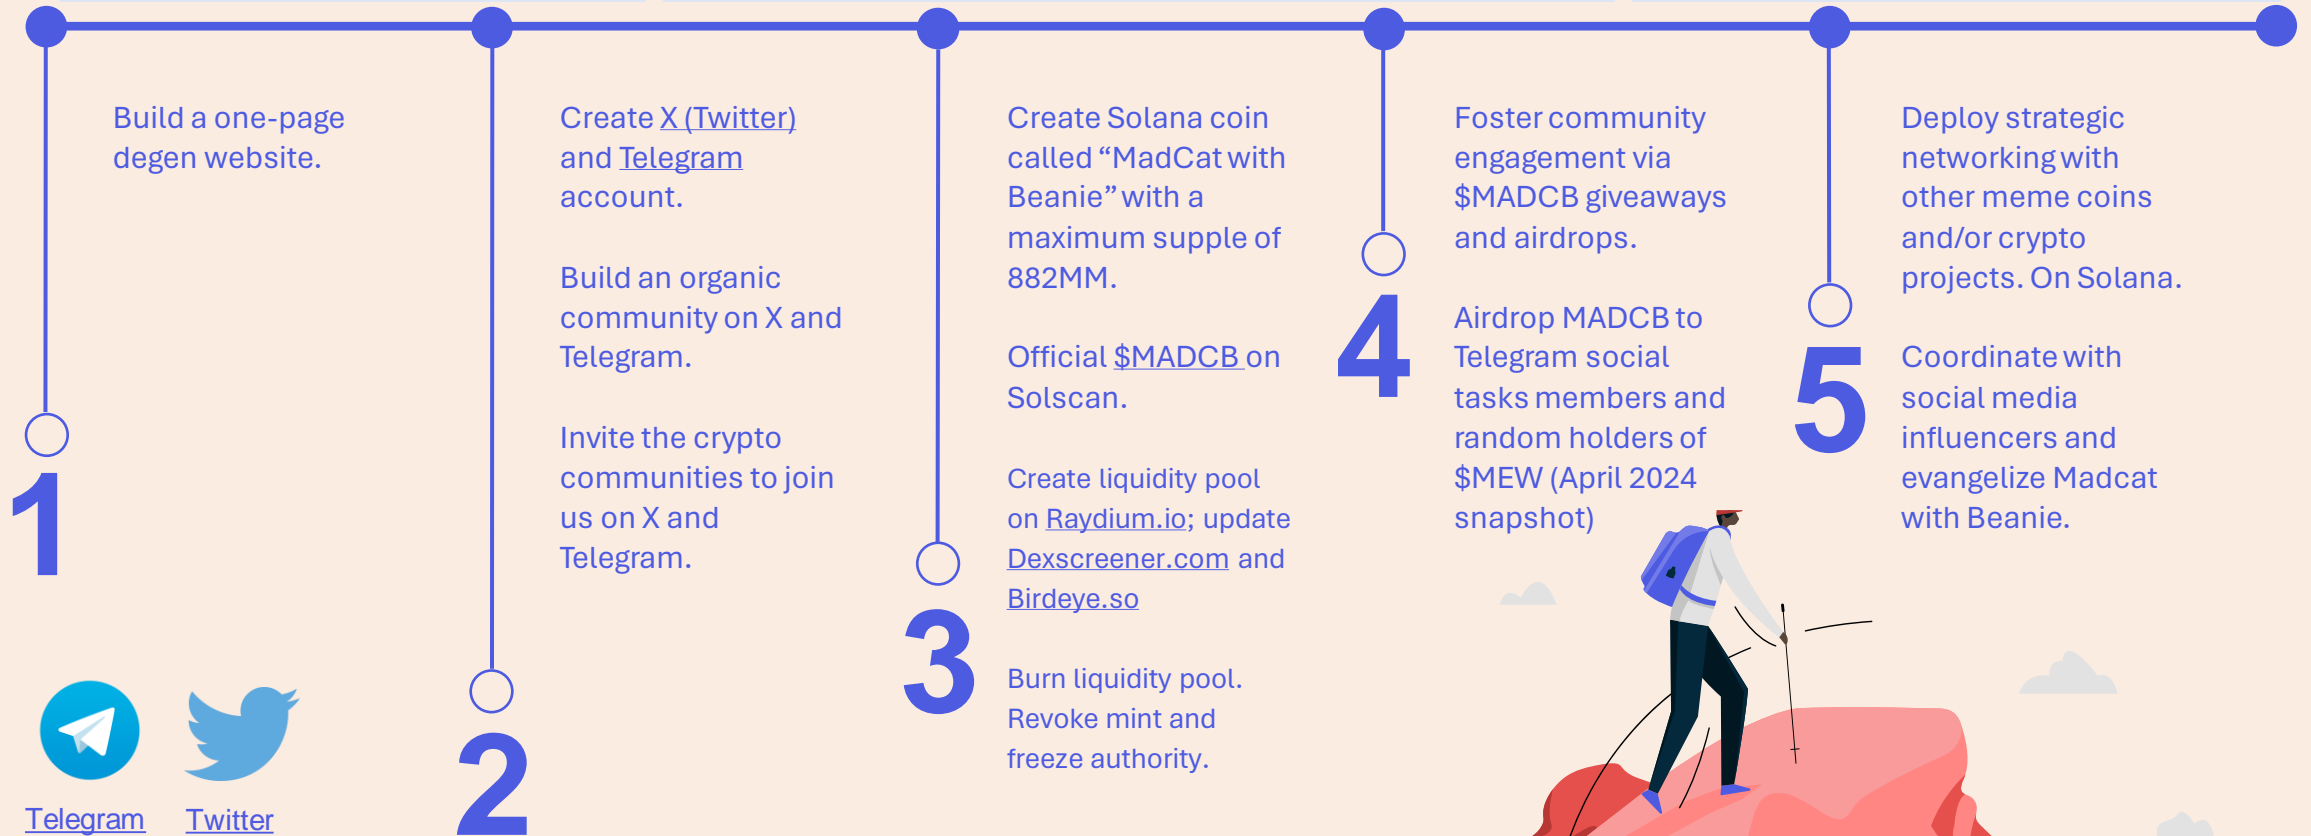 Build a one-page
degen website.
1
Telegram
Twitter
Create X (Twitter)
and Telegram
account.
Build an organic
community on X and
Telegram.
Invite the crypto
communities to join
us on X and
Telegram.
2
Create Solana coin
called “MadCat with
Beanie” with a
maximum supple of
882MM.
Official $MADCB on
Solscan.
Create liquidity pool
on Raydium.io; update
Dexscreener.com and
Birdeye.so
Burn liquidity pool.
Revoke mint and
freeze authority.
3
Foster community
engagement via
$MADCB giveaways
and airdrops.
Airdrop MADCB to
Telegram social
tasks members and
random holders of
$MEW (April 2024
snapshot)
4
Deploy strategic
networking with
other meme coins
and/or crypto
projects. On Solana.
Coordinate with
social media
influencers and
evangelize Madcat
with Beanie.
5